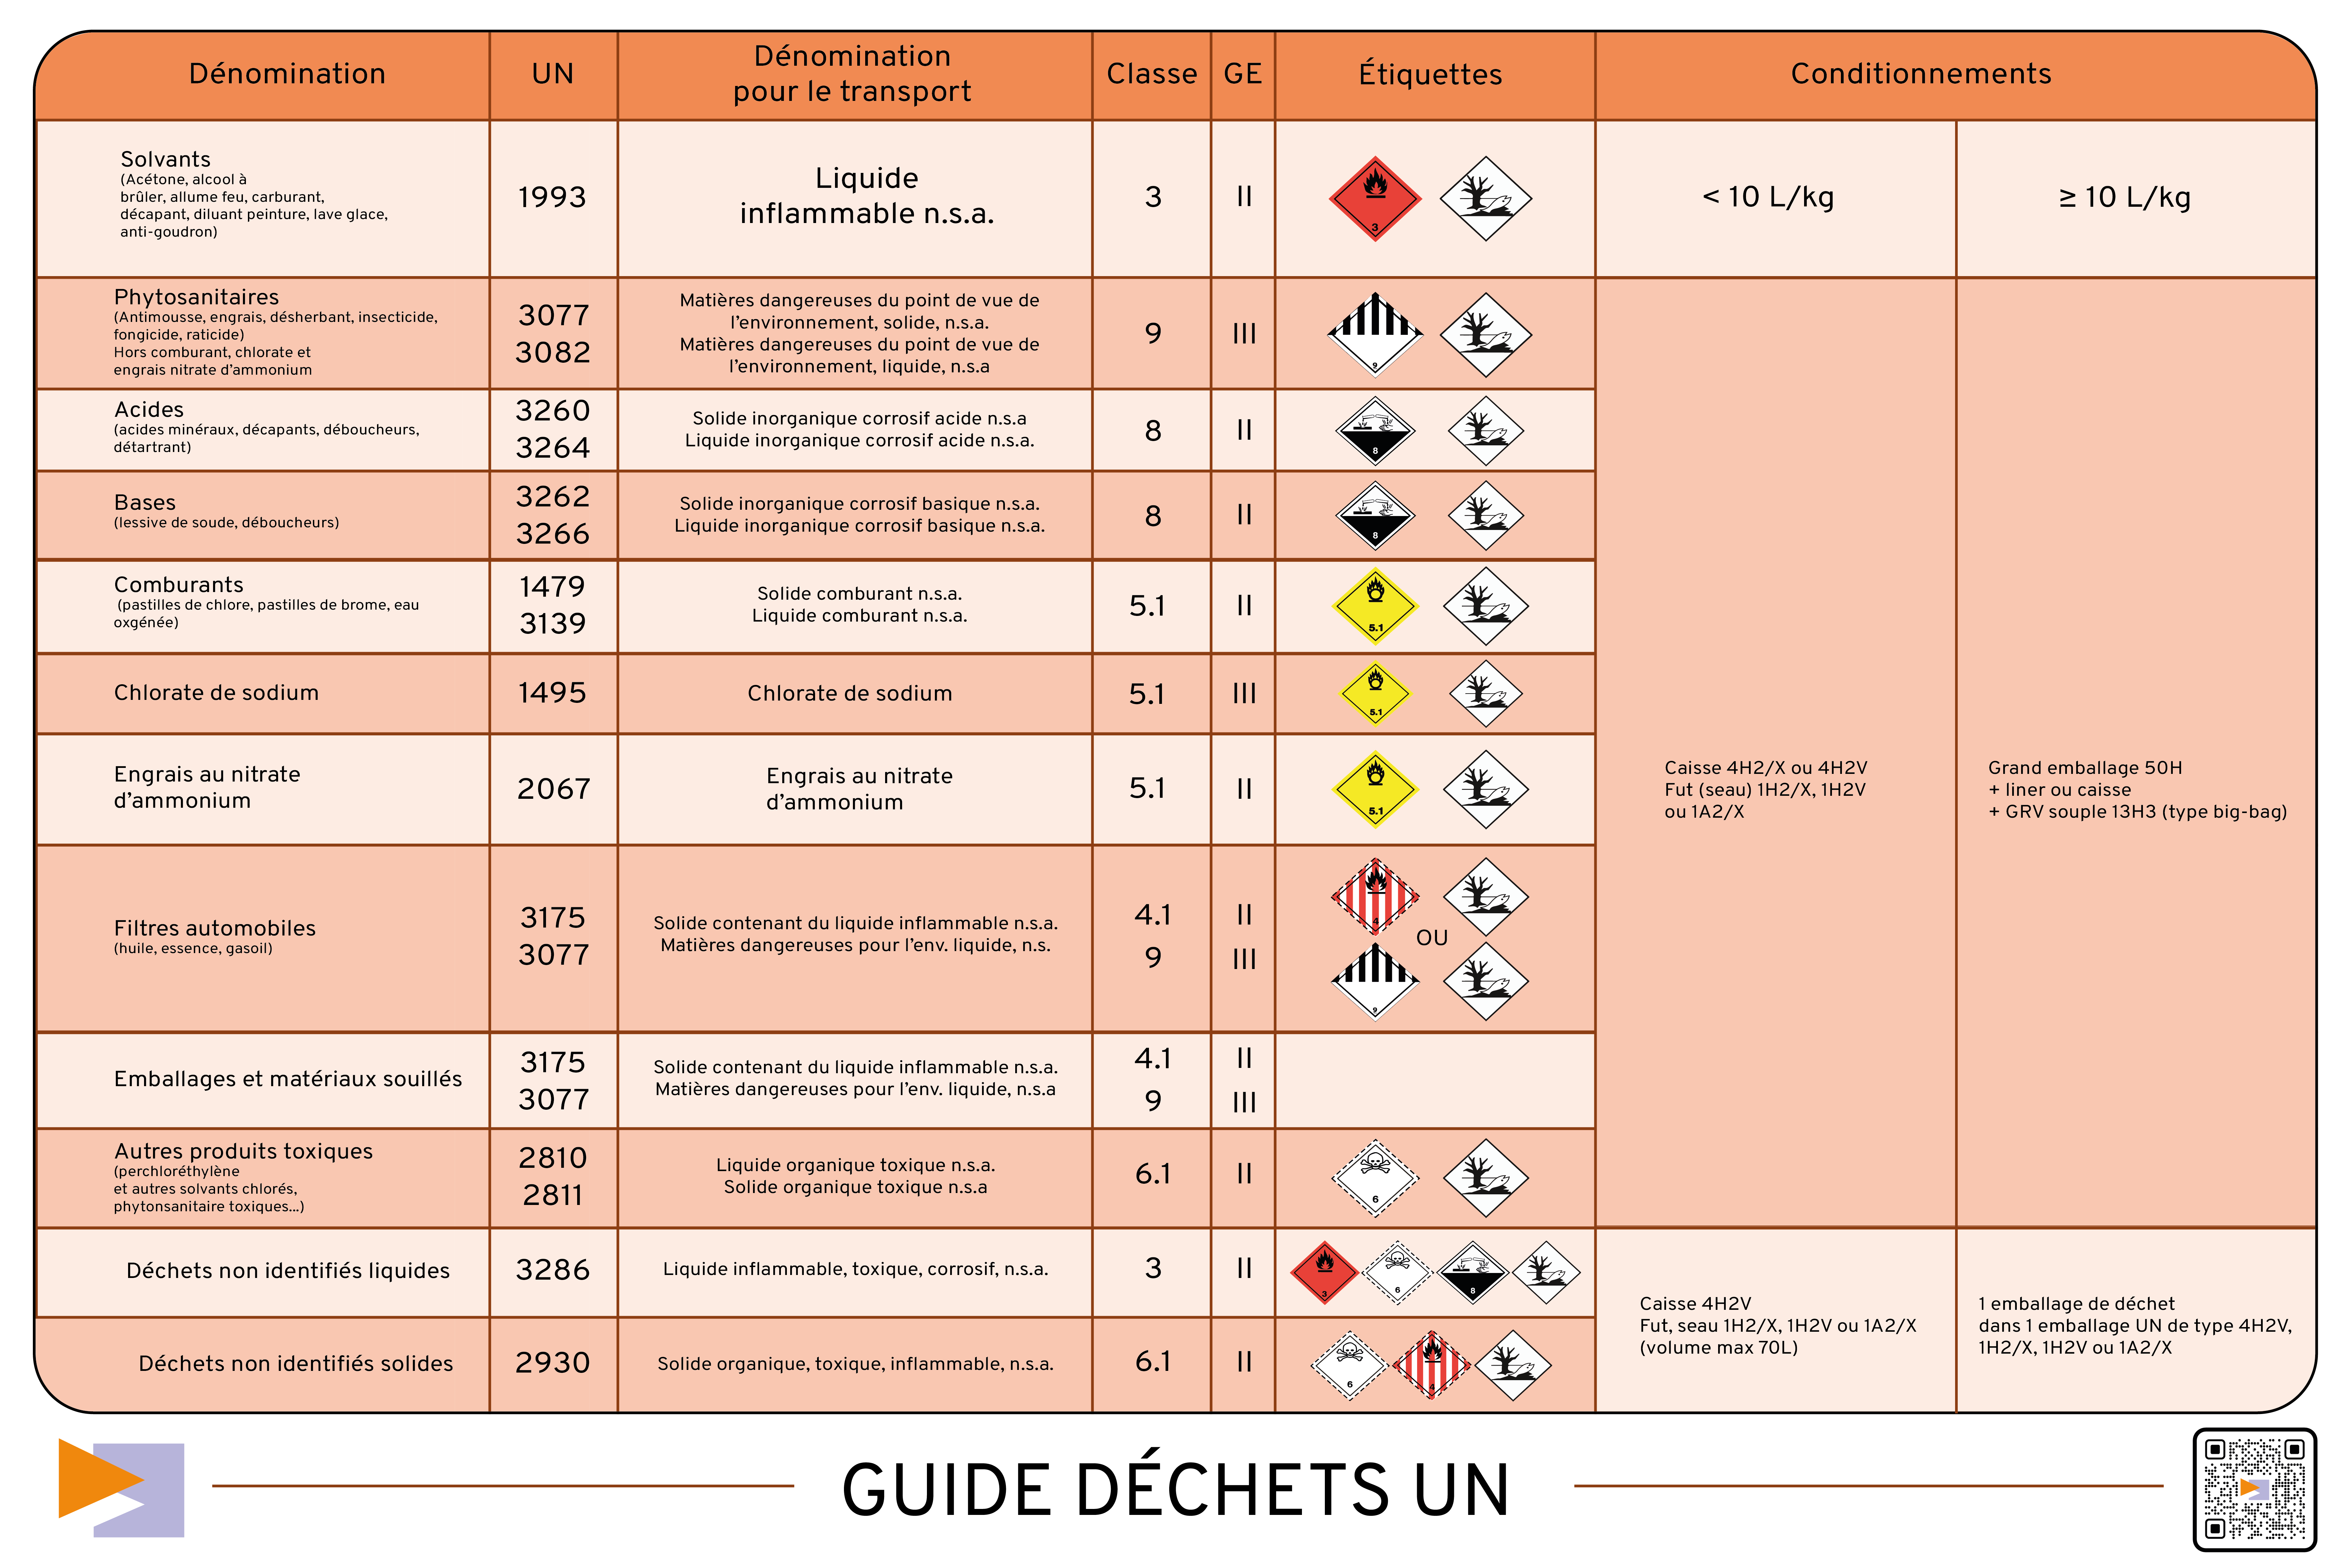 Dénomination
UN
Dénomination
pour le transport
Classe
GE
Étiquettes
Conditionnements
Solvants
(Acétone, alcool à
brûler, allume feu, carburant,
décapant, diluant peinture, lave glace,
anti-goudron)
1993
Liquide
inflammable n.s.a.
3
II
3
< 10 L/kg
≥ 10 L/kg
Phytosanitaires
(Antimousse, engrais, désherbant, insecticide,
fongicide, raticide)
Hors comburant, chlorate et
engrais nitrate d'ammonium
3077
3082
Matières dangereuses du point de vue de
l'environnement, solide, n.s.a.
Matières dangereuses du point de vue de
l'environnement, liquide, n.s.a
9
III
9
Acides
(acides minéraux, décapants, déboucheurs,
détartrant)
3260
3264
Solide inorganique corrosif acide n.s.a
Liquide inorganique corrosif acide n.s.a.
8
II
8
Bases
(lessive de soude, déboucheurs)
3262
3266
Solide inorganique corrosif basique n.s.a.
Liquide inorganique corrosif basique n.s.a.
8
II
8
Comburants
(pastilles de chlore, pastilles de brome, eau
oxgénée)
1479
3139
Solide comburant n.s.a.
Liquide comburant n.s.a.
5.1
II
5.1
Chlorate de sodium
1495
Chlorate de sodium
5.1
III
5.1
Engrais au nitrate
d'ammonium
2067
Engrais au nitrate
d'ammonium
5.1
II
5.1
Caisse 4H2/X ou 4H2V
Fut (seau) 1H2/X, 1H2V
ou 1A2/X
Grand emballage 50H
+ liner ou caisse
+ GRV souple 13H3 (type big-bag)
Filtres automobiles
(huile, essence, gasoil)
3175
3077
Solide contenant du liquide inflammable n.s.a.
Matières dangereuses pour l'env. liquide, n.s.
4.1
9
II
III
4
OU
9
Emballages et matériaux souillés
3175
3077
Solide contenant du liquide inflammable n.s.a.
Matières dangereuses pour l'env. liquide, n.s.a
4.1
9
II
III
Autres produits toxiques
(perchloréthylène
et autres solvants chlorés,
phytonsanitaire toxiques...)
2810
2811
Liquide organique toxique n.s.a.
Solide organique toxique n.s.a
6.1
II
6
Déchets non identifiés liquides
3286
Liquide inflammable, toxique, corrosif, n.s.a.
3
II
3
6
8
Caisse 4H2V
Fut, seau 1H2/X, 1H2V ou 1A2/X
(volume max 70L)
1 emballage de déchet
dans 1 emballage UN de type 4H2V,
1H2/X, 1H2V ou 1A2/X
Déchets non identifiés solides
2930
Solide organique, toxique, inflammable, n.s.a.
6.1
II
6
4
GUIDE DÉCHETS UN